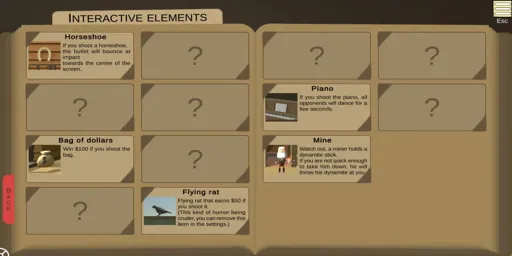 INTERACTIVE ELEMENTS
Esc
Horseshoe
If you shoot a horseshoe,
the bullet will bounce at
impact
towards the center of the
screen.
?
?
?
?
?
Bag of dollars
Win $100 if you shoot the
bag.
?
?
Flying rat
Flying rat that earns $50 if
you shoot it.
(This kind of humor being
cruder, you can remove this
item in the settings.)
Piano
If you shoot the piano, all
opponents will dance for a
few seconds.
?
Mine
Watch out, a miner holds a
dynamite stick.
If you are not quick enough
to take him down, he will
throw his dynamite at you.
BACK